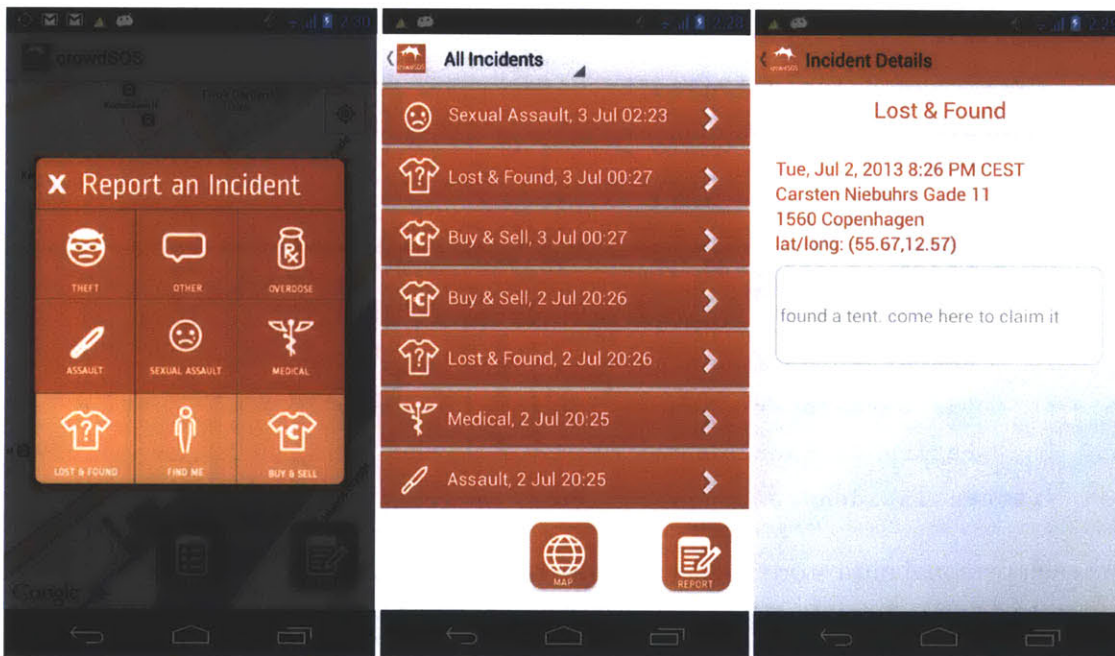 2:30
crowdSOS
X Report an Incident
THEFT
OTHER
OVERDOSE
ASSAULT
SEXUAL ASSAULT
MEDICAL
LOST & FOUND
FIND ME
BUY & SELL
Google
2:28
All Incidents
Sexual Assault, 3 Jul 02:23
Lost & Found, 3 Jul 00:27
Buy & Sell, 3 Jul 00:27
Buy & Sell, 2 Jul 20:26
Lost & Found, 2 Jul 20:26
Medical, 2 Jul 20:25
Assault, 2 Jul 20:25
MAP
REPORT
Incident Details
Lost & Found
Tue, Jul 2, 2013 8:26 PM CEST
Carsten Niebuhrs Gade 11
1560 Copenhagen
lat/long: (55.67,12.57)
found a tent. come here to claim it